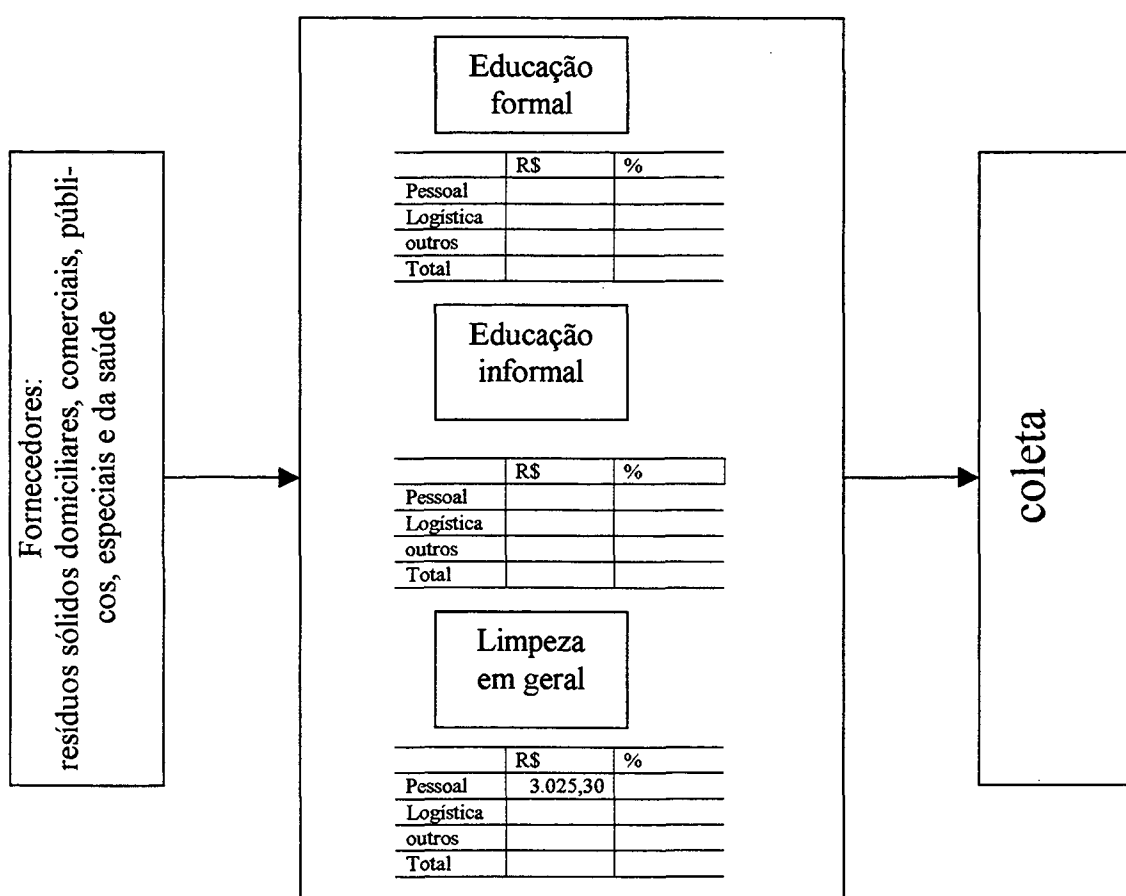 Fornecedores:
resíduos sólidos domiciliares, comerciais, públi-
cos, especiais e da saúde
Educação
formal
R$ %
Pessoal
Logística
outros
Total
Educação
informal
R$ %
Pessoal
Logística
outros
Total
Limpeza
em geral
R$ %
Pessoal 3.025,30
Logística
outros
Total
coleta